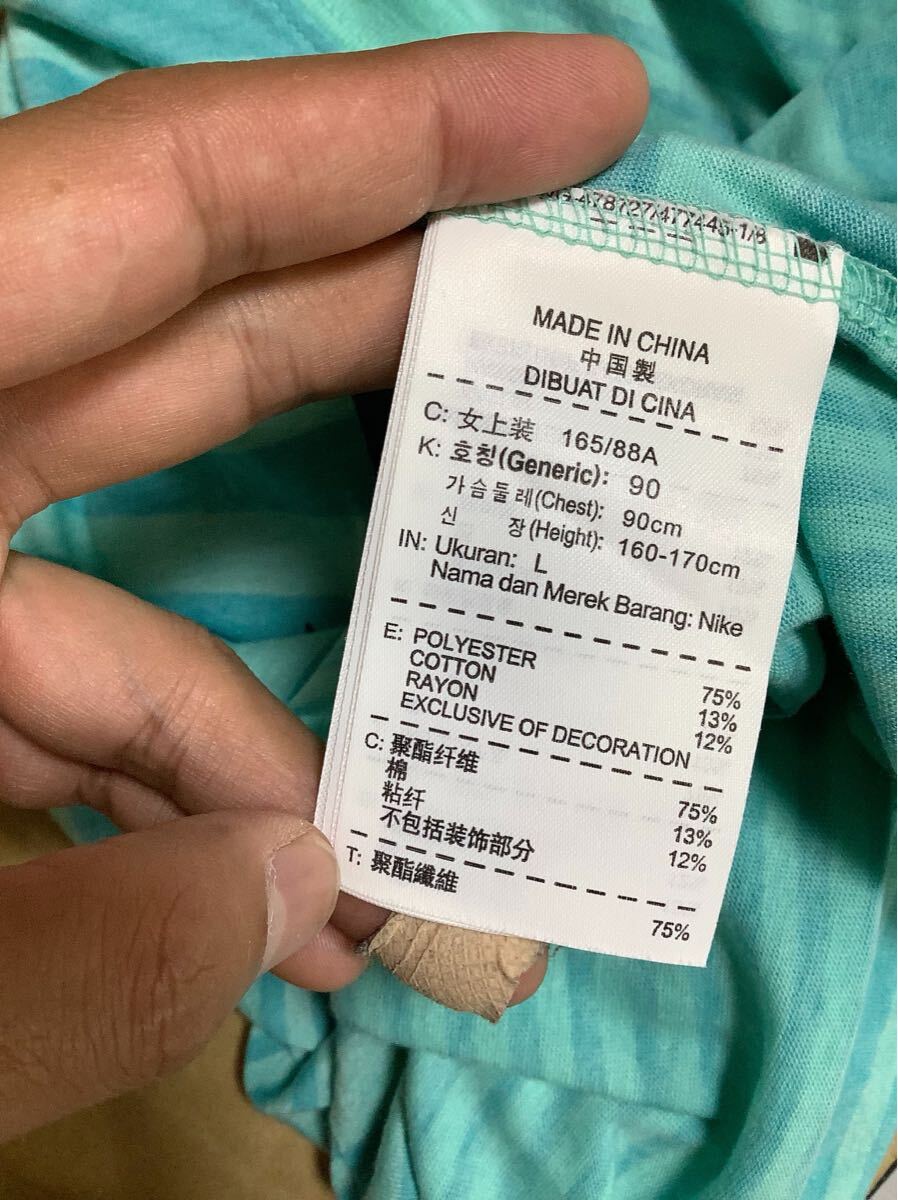 MADE IN CHINA
中国製
DIBUAT DI CINA
C: 女上装 165/88A
K: 호칭(Generic): 90
가슴둘레(Chest): 90cm
신 장(Height): 160-170cm
IN: Ukuran: L
Nama dan Merek Barang: Nike
E: POLYESTER 75%
COTTON 13%
RAYON 12%
EXCLUSIVE OF DECORATION
C: 聚酯纤维 75%
棉 13%
粘纤 12%
不包括装饰部分
T: 聚酯纖維 75%